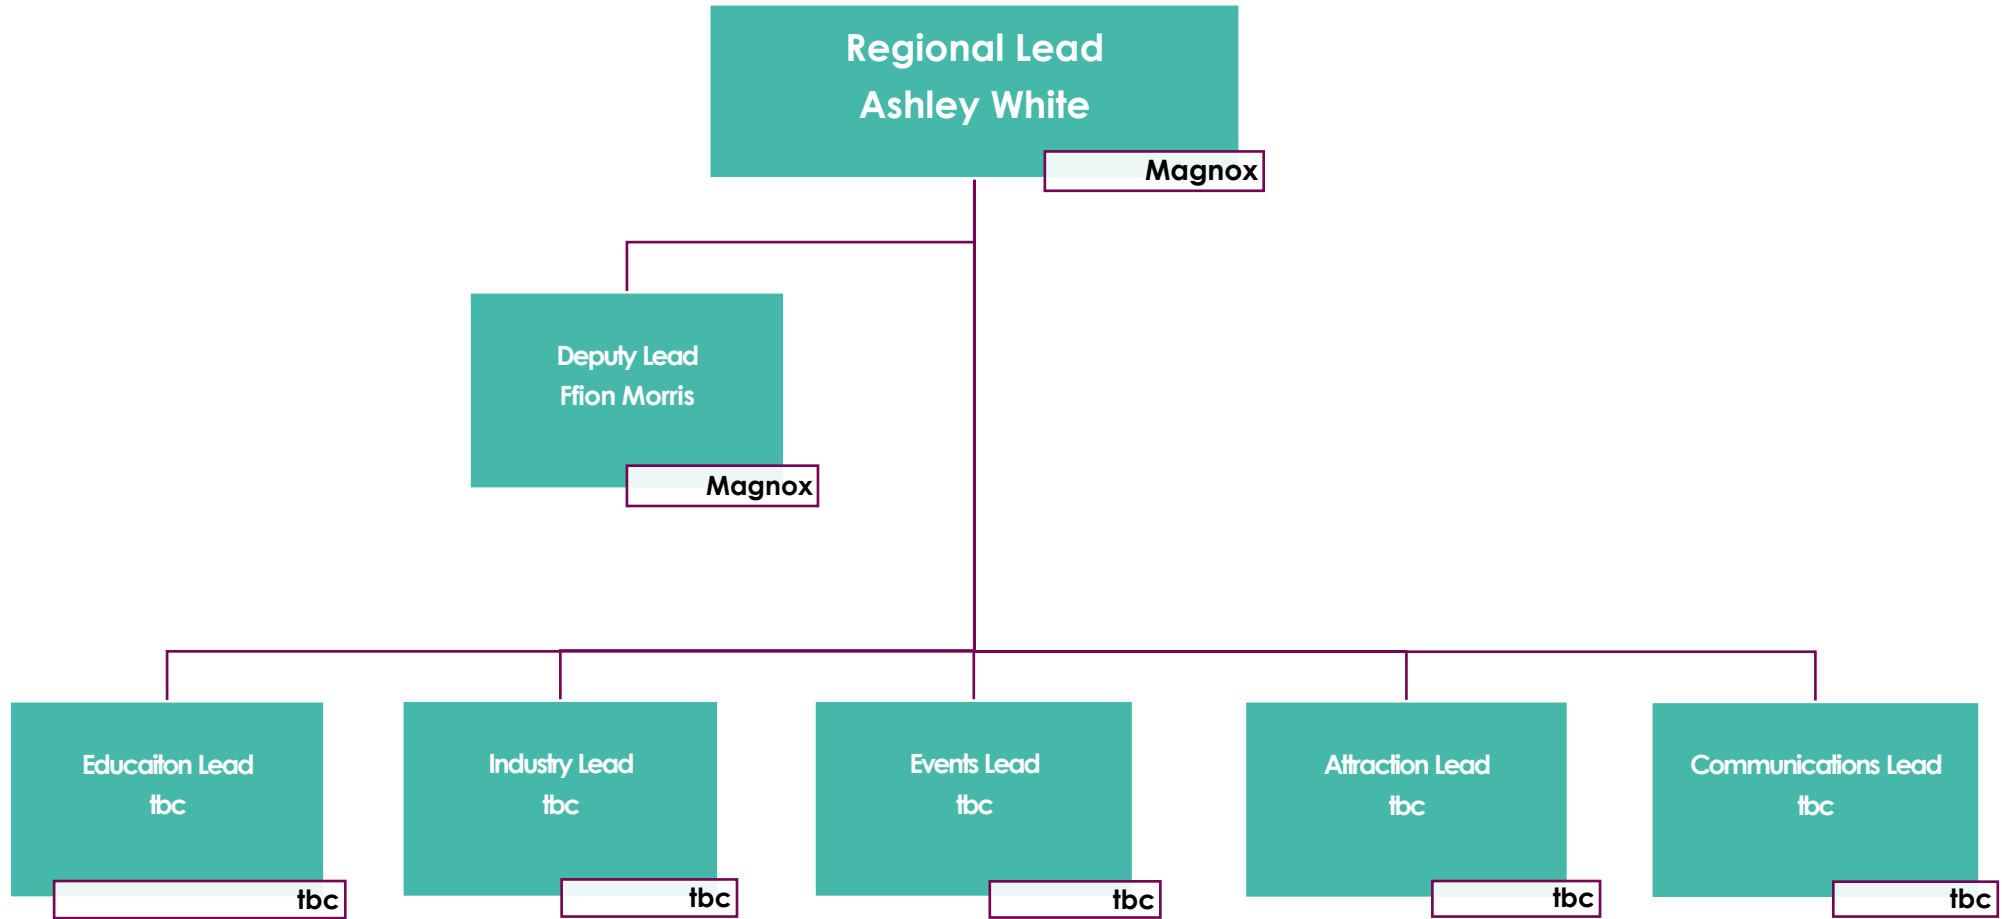 Regional Lead
Ashley White
Magnox
Deputy Lead
Ffion Morris
Magnox
Educaiton Lead
tbc
tbc
Industry Lead
tbc
tbc
Events Lead
tbc
tbc
Attraction Lead
tbc
tbc
Communications Lead
tbc
tbc